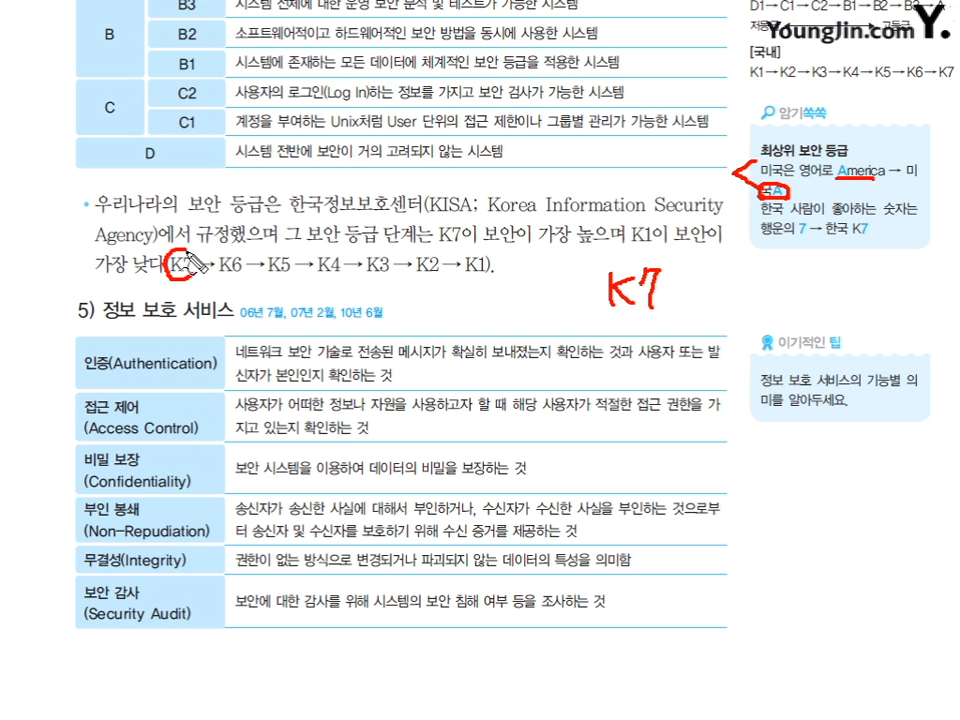 B
B3
시스템 전체에 대한 운영 보안 분석 및 테스트가 가능한 시스템
B2
소프트웨어적이고 하드웨어적인 보안 방법을 동시에 사용한 시스템
B1
시스템에 존재하는 모든 데이터에 체계적인 보안 등급을 적용한 시스템
C
C2
사용자의 로그인(Log In)하는 정보를 가지고 보안 검사가 가능한 시스템
C1
계정을 부여하는 Unix처럼 User 단위의 접근 제한이나 그룹별 관리가 가능한 시스템
D
시스템 전반에 보안이 거의 고려되지 않는 시스템
• 우리나라의 보안 등급은 한국정보보호센터(KISA; Korea Information Security
Agency)에서 규정했으며 그 보안 등급 단계는 K7이 보안이 가장 높으며 K1이 보안이
가장 낮다(K7→K6→K5→K4→K3→K2→K1).
K7
5) 정보 보호 서비스 06년 7월, 07년 2월, 10년 6월
인증(Authentication)
네트워크 보안 기술로 전송된 메시지가 확실히 보내졌는지 확인하는 것과 사용자 또는 발
신자가 본인인지 확인하는 것
접근 제어
(Access Control)
사용자가 어떠한 정보나 자원을 사용하고자 할 때 해당 사용자가 적절한 접근 권한을 가
지고 있는지 확인하는 것
비밀 보장
(Confidentiality)
보안 시스템을 이용하여 데이터의 비밀을 보장하는 것
부인 봉쇄
(Non-Repudiation)
송신자가 송신한 사실에 대해서 부인하거나, 수신자가 수신한 사실을 부인하는 것으로부
터 송신자 및 수신자를 보호하기 위해 수신 증거를 제공하는 것
무결성(Integrity)
권한이 없는 방식으로 변경되거나 파괴되지 않는 데이터의 특성을 의미함
보안 감사
(Security Audit)
보안에 대한 감사를 위해 시스템의 보안 침해 여부 등을 조사하는 것
D1→C1→C2→B1→B2→B3→A
저등급 고등급
YoungJin.com Y.
[국내]
K1→K2→K3→K4→K5→K6→K7
암기쏙쏙
최상위 보안 등급
미국은 영어로 America → 미
국A
한국 사람이 좋아하는 숫자는
행운의 7 → 한국 K7
이기적인 팁
정보 보호 서비스의 기능별 의
미를 알아두세요.